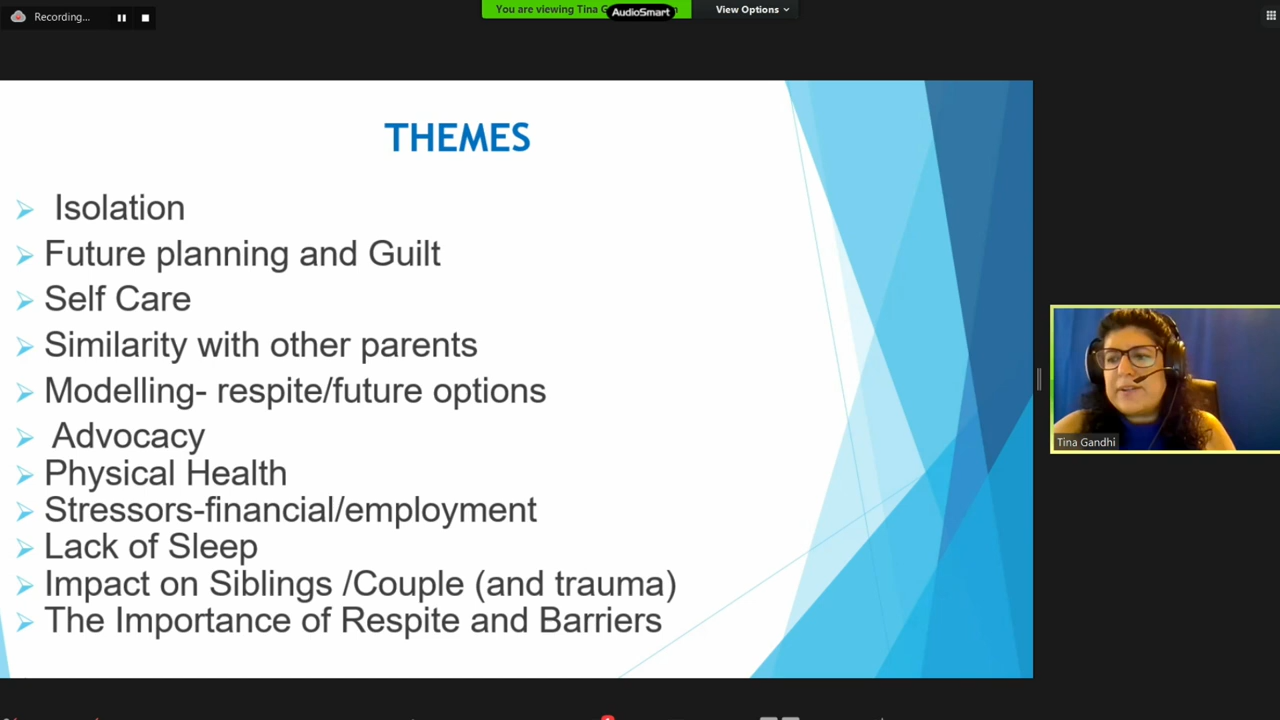 Recording...
You are viewing Tina G
AudioSmart
View Options
THEMES
Isolation
Future planning and Guilt
Self Care
Similarity with other parents
Modelling- respite/future options
Advocacy
Physical Health
Stressors-financial/employment
Lack of Sleep
Impact on Siblings /Couple (and trauma)
The Importance of Respite and Barriers
Tina Gandhi